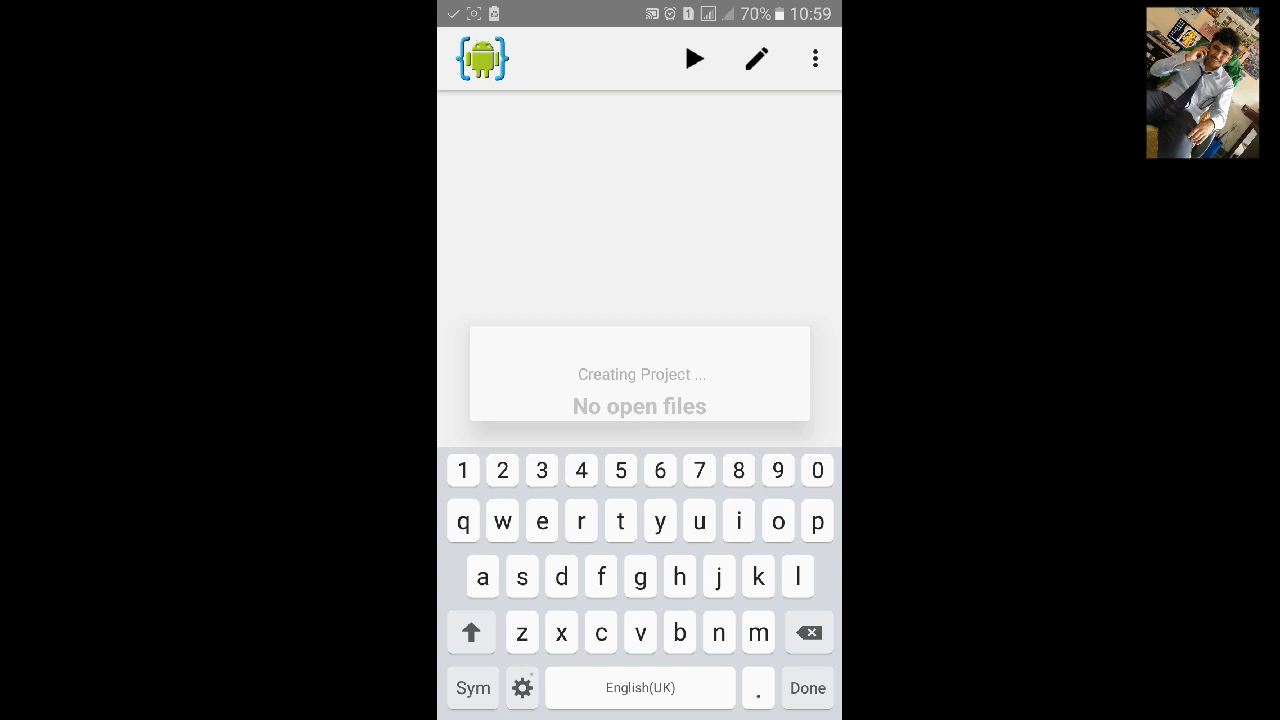 1 70% 10:59
Creating Project ...
No open files
1 2 3 4 5 6 7 8 9 0
q w e r t y u i o p
a s d f g h j k l
z x c v b n m
Sym English(UK) . Done